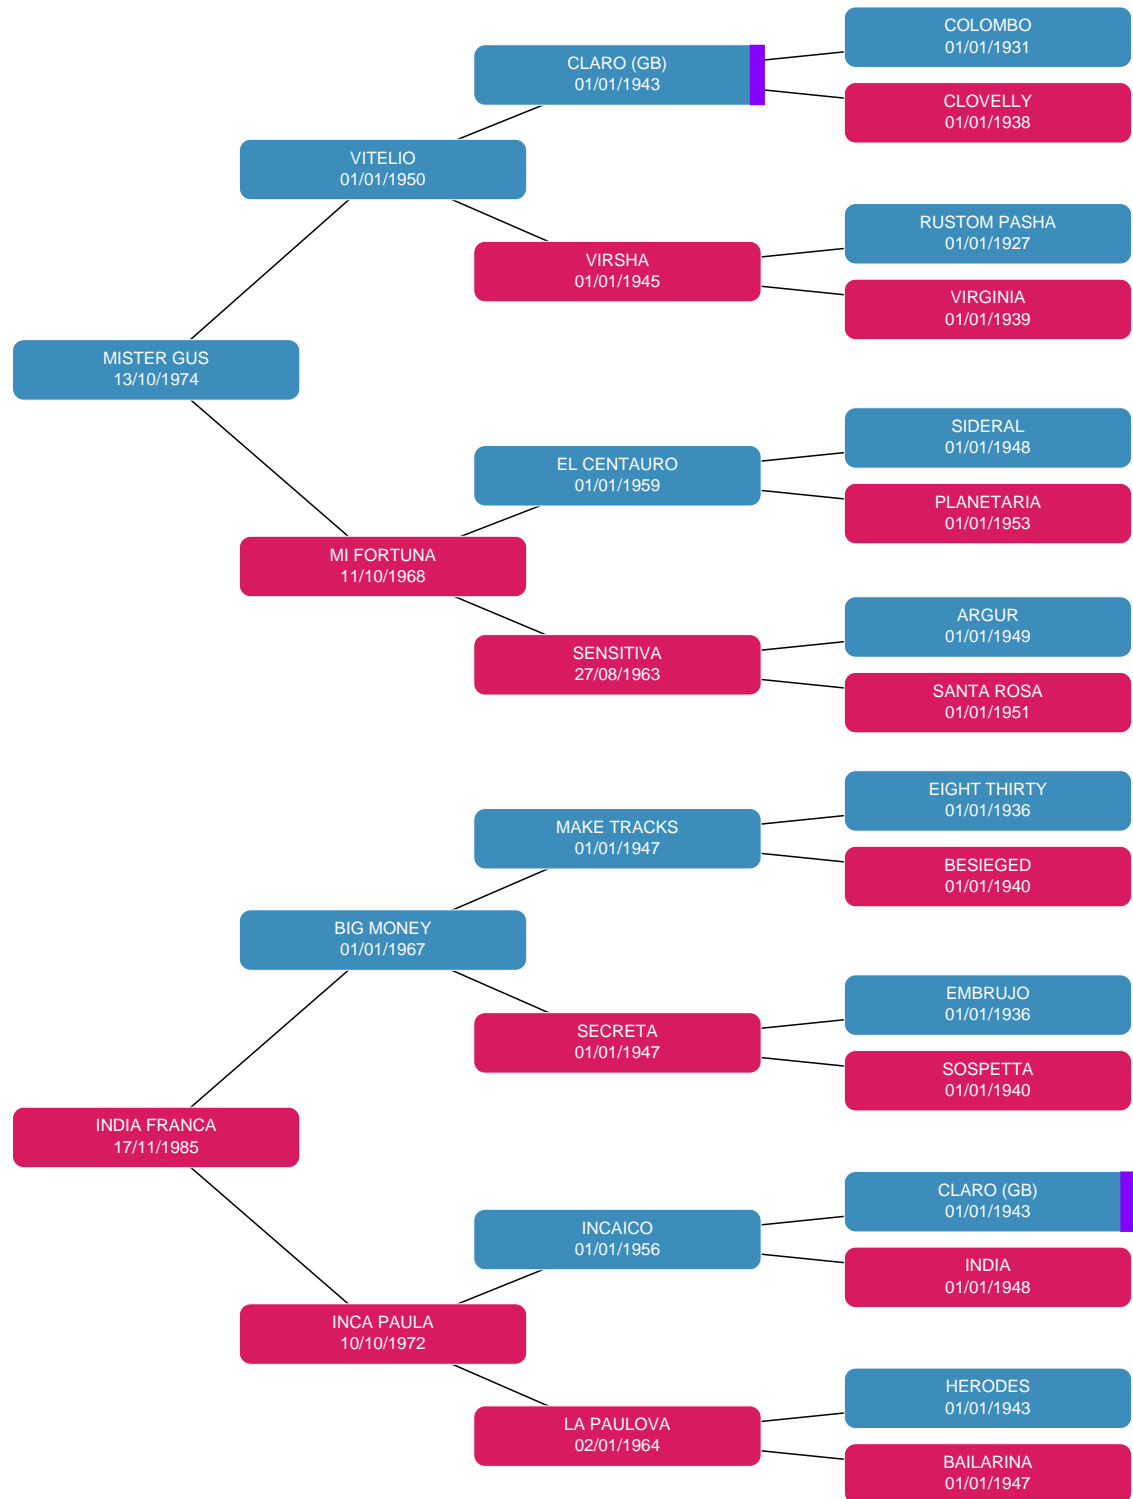 COLOMBO
01/01/1931
CLARO (GB)
01/01/1943
CLOVELLY
01/01/1938
VITELIO
01/01/1950
RUSTOM PASHA
01/01/1927
VIRSHA
01/01/1945
VIRGINIA
01/01/1939
MISTER GUS
13/10/1974
SIDERAL
01/01/1948
EL CENTAURO
01/01/1959
PLANETARIA
01/01/1953
MI FORTUNA
11/10/1968
ARGUR
01/01/1949
SENSITIVA
27/08/1963
SANTA ROSA
01/01/1951
EIGHT THIRTY
01/01/1936
MAKE TRACKS
01/01/1947
BESIEGED
01/01/1940
BIG MONEY
01/01/1967
EMBRUJO
01/01/1936
SECRETA
01/01/1947
SOSPETTA
01/01/1940
INDIA FRANCA
17/11/1985
CLARO (GB)
01/01/1943
INCAICO
01/01/1956
INDIA
01/01/1948
INCA PAULA
10/10/1972
HERODES
01/01/1943
LA PAULOVA
02/01/1964
BAILARINA
01/01/1947